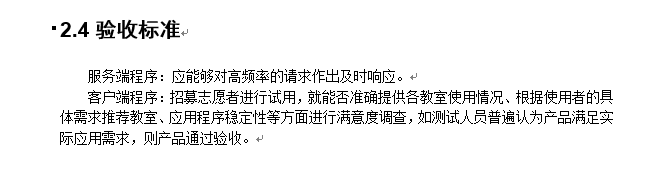 2.4 验收标准
服务端程序：应能够对高频率的请求作出及时响应。
客户端程序：招募志愿者进行试用，就能否准确提供各教室使用情况、根据使用者的具
体需求推荐教室、应用程序稳定性等方面进行满意度调查，如测试人员普遍认为产品满足实
际应用需求，则产品通过验收。